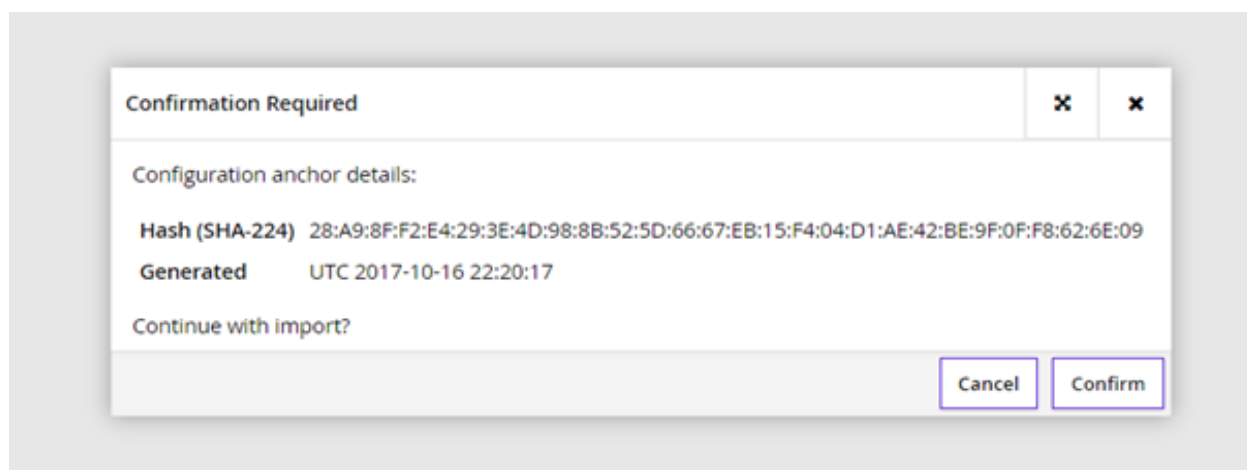 Confirmation Required
Configuration anchor details:
Hash (SHA-224) 28:A9:8F:F2:E4:29:3E:4D:98:8B:52:5D:66:67:EB:15:F4:04:D1:AE:42:BE:9F:0F:F8:62:6E:09
Generated UTC 2017-10-16 22:20:17
Continue with import?
Cancel Confirm